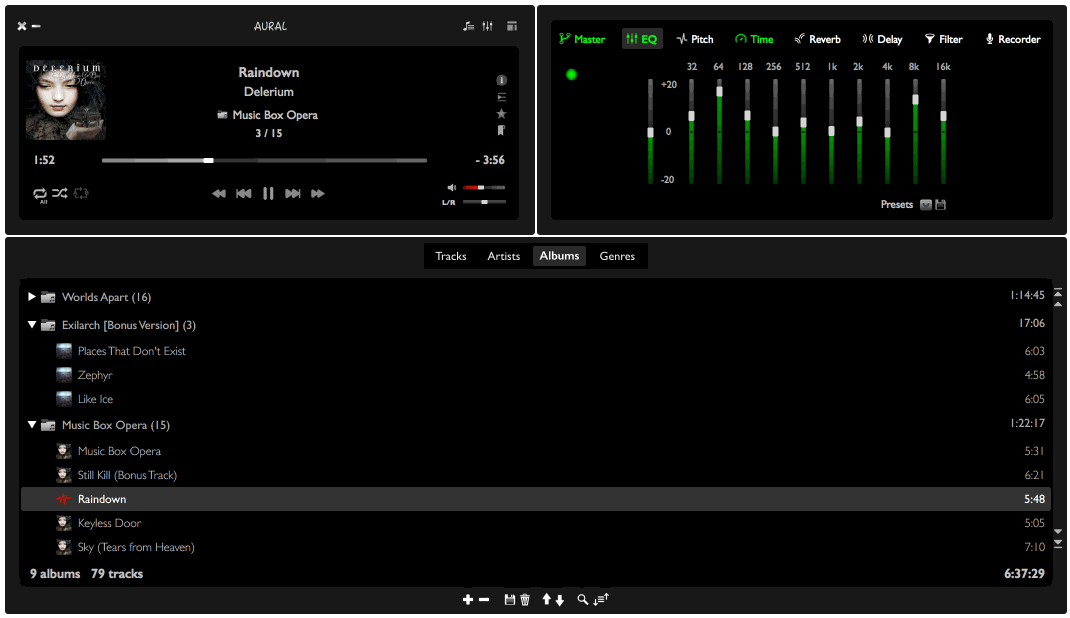 AURAL
DELERIUM
Raindown
Delerium
Music Box Opera
3 / 15
1:52
- 3:56
All
L/R
Master
EQ
Pitch
Time
Reverb
Delay
Filter
Recorder
32 64 128 256 512 1k 2k 4k 8k 16k
+20
0
-20
Presets
Tracks Artists Albums Genres
Worlds Apart (16) 1:14:45
Exilarch [Bonus Version] (3) 17:06
Places That Don't Exist 6:03
Zephyr 4:58
Like Ice 6:05
Music Box Opera (15) 1:22:17
Music Box Opera 5:31
Still Kill (Bonus Track) 6:21
Raindown 5:48
Keyless Door 5:05
Sky (Tears from Heaven) 7:10
9 albums 79 tracks 6:37:29